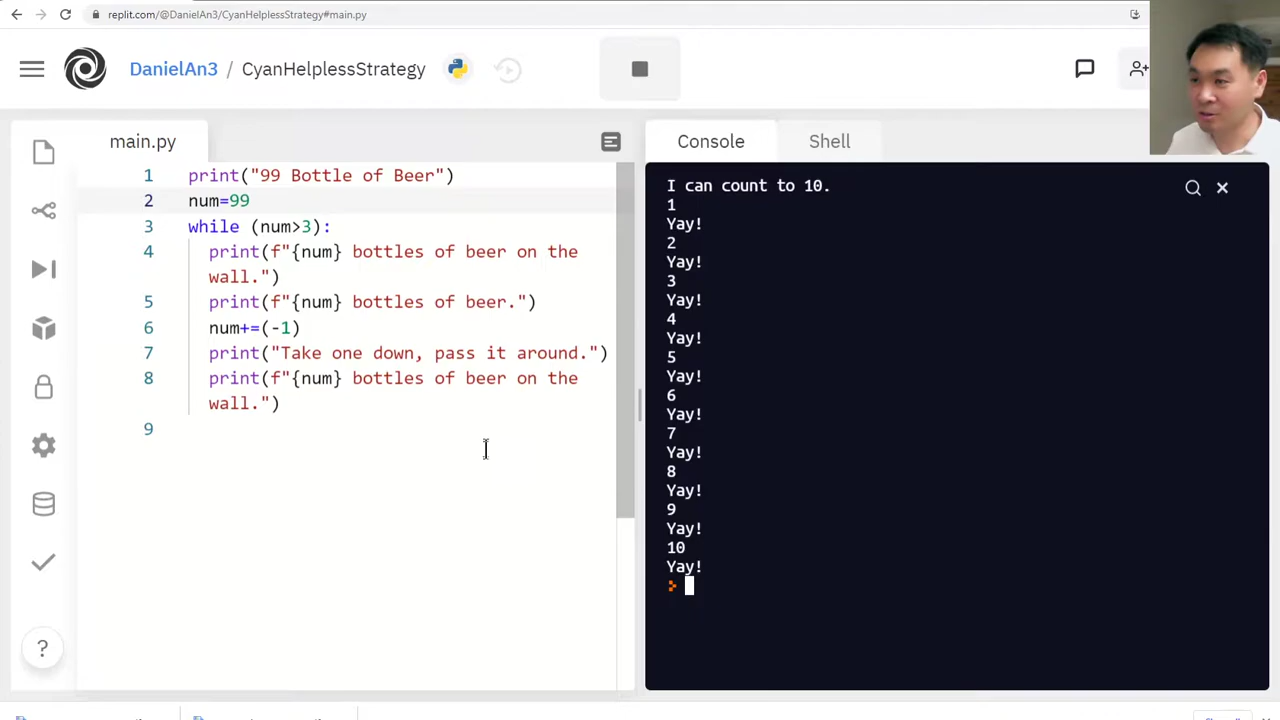 replit.com/@DanielAn3/CyanHelplessStrategy#main.py
DanielAn3 / CyanHelplessStrategy
main.py
1 print("99 Bottle of Beer")
2 num=99
3 while (num>3):
4 print(f"{num} bottles of beer on the
wall.")
5 print(f"{num} bottles of beer.")
6 num+=(-1)
7 print("Take one down, pass it around.")
8 print(f"{num} bottles of beer on the
wall.")
9
?
Console Shell
I can count to 10.
1
Yay!
2
Yay!
3
Yay!
4
Yay!
5
Yay!
6
Yay!
7
Yay!
8
Yay!
9
Yay!
10
Yay!